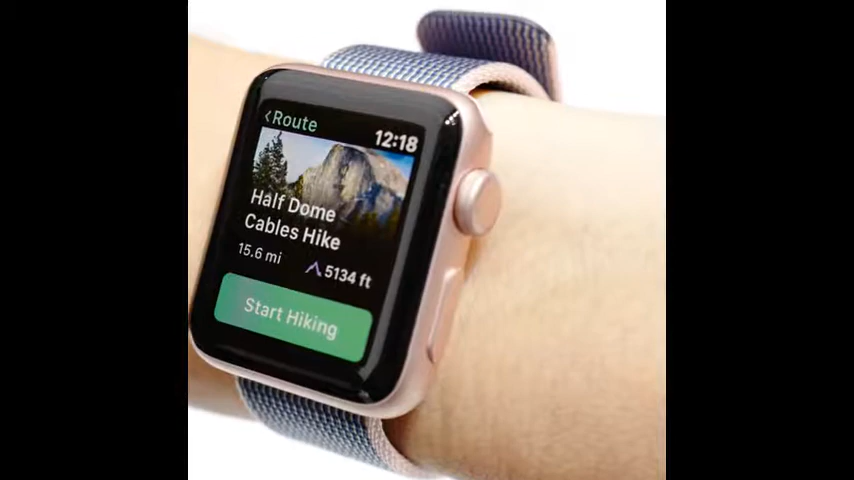 <Route
12:18
Half Dome
Cables Hike
15.6 mi
5134 ft
Start Hiking